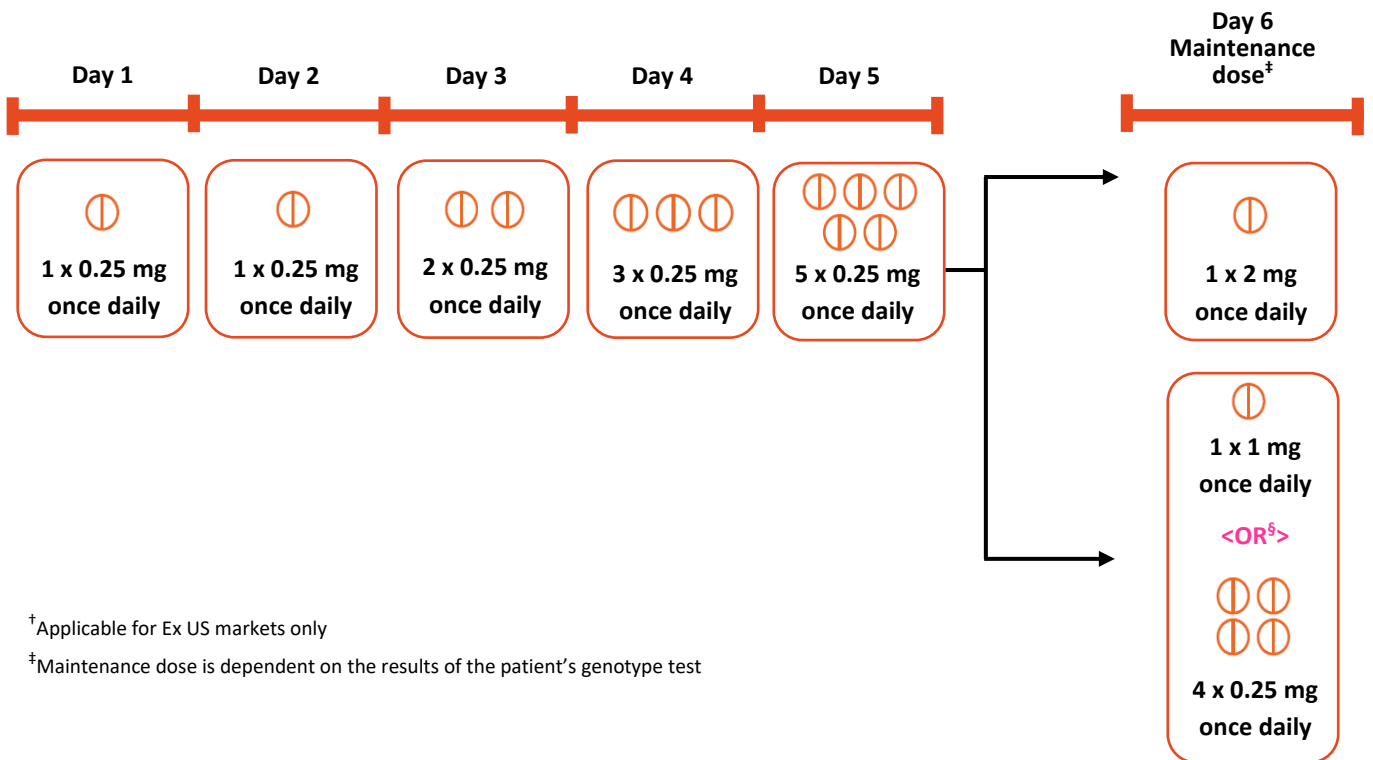 Day 1
Day 2
Day 3
Day 4
Day 5
Day 6
Maintenance
dose‡
1 x 0.25 mg
once daily
1 x 0.25 mg
once daily
2 x 0.25 mg
once daily
3 x 0.25 mg
once daily
5 x 0.25 mg
once daily
1 x 2 mg
once daily
1 x 1 mg
once daily
<OR§>
4 x 0.25 mg
once daily
†Applicable for Ex US markets only
‡Maintenance dose is dependent on the results of the patient’s genotype test